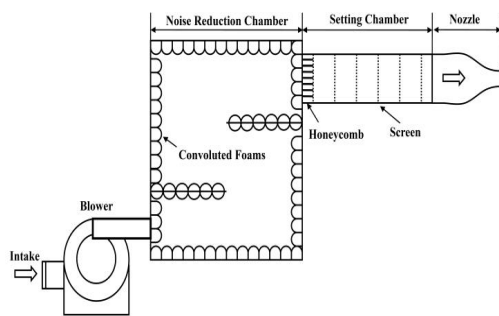 Noise Reduction Chamber
Setting Chamber
Nozzle
Honeycomb
Screen
Convoluted Foams
Blower
Intake